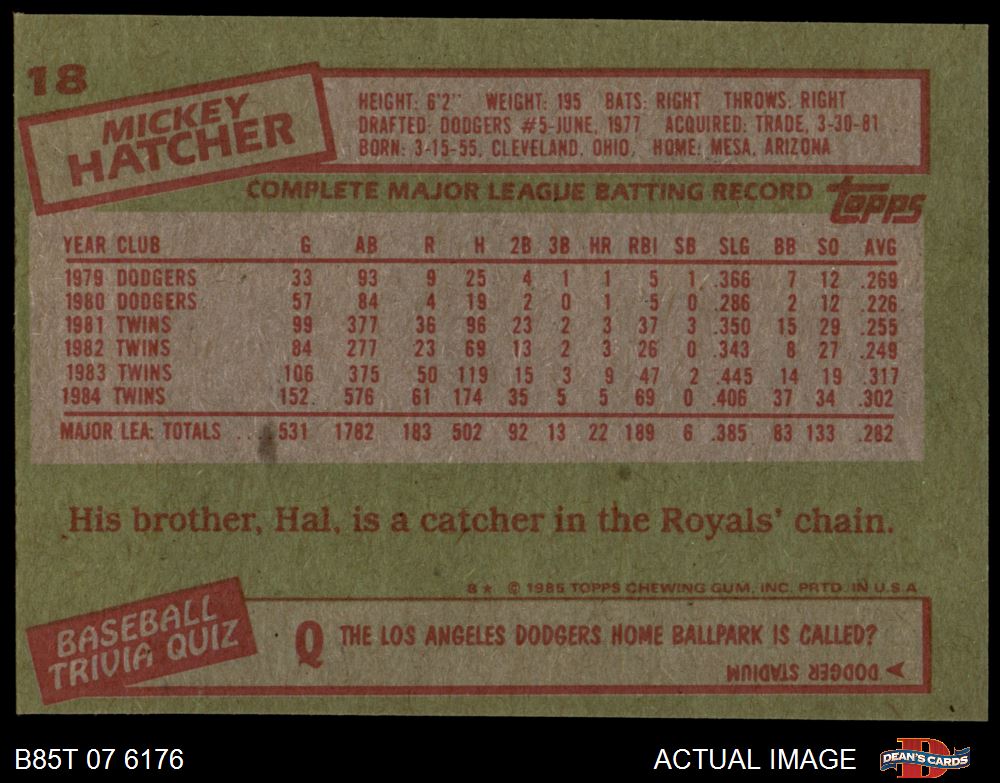 18
MICKEY
HATCHER
HEIGHT: 6'2" WEIGHT: 195 BATS: RIGHT THROWS: RIGHT
DRAFTED: DODGERS #5-JUNE, 1977 ACQUIRED: TRADE, 3-30-81
BORN: 3-15-55, CLEVELAND, OHIO, HOME: MESA, ARIZONA
COMPLETE MAJOR LEAGUE BATTING RECORD topps
YEAR CLUB G AB R H 2B 3B HR RBI SB SLG BB SO AVG
1979 DODGERS 33 93 9 25 4 1 1 5 1 .366 7 12 .269
1980 DODGERS 57 84 4 19 2 0 1 5 0 .286 2 12 .226
1981 TWINS 99 377 36 96 23 2 3 37 3 .350 15 29 .255
1982 TWINS 84 277 23 69 13 2 3 26 0 .343 8 27 .249
1983 TWINS 106 375 50 119 15 3 9 47 2 .445 14 19 .317
1984 TWINS 152 576 61 174 35 5 5 69 0 .406 37 34 .302
MAJOR LEA. TOTALS ... 531 1782 183 502 92 13 22 189 6 .385 83 133 .282
His brother, Hal, is a catcher in the Royals' chain.
8★ © 1985 TOPPS CHEWING GUM, INC. PRTD. IN U.S.A
BASEBALL
TRIVIA QUIZ
Q THE LOS ANGELES DODGERS HOME BALLPARK IS CALLED?
DODGER STADIUM
B85T 07 6176 ACTUAL IMAGE DEAN'S CARDS